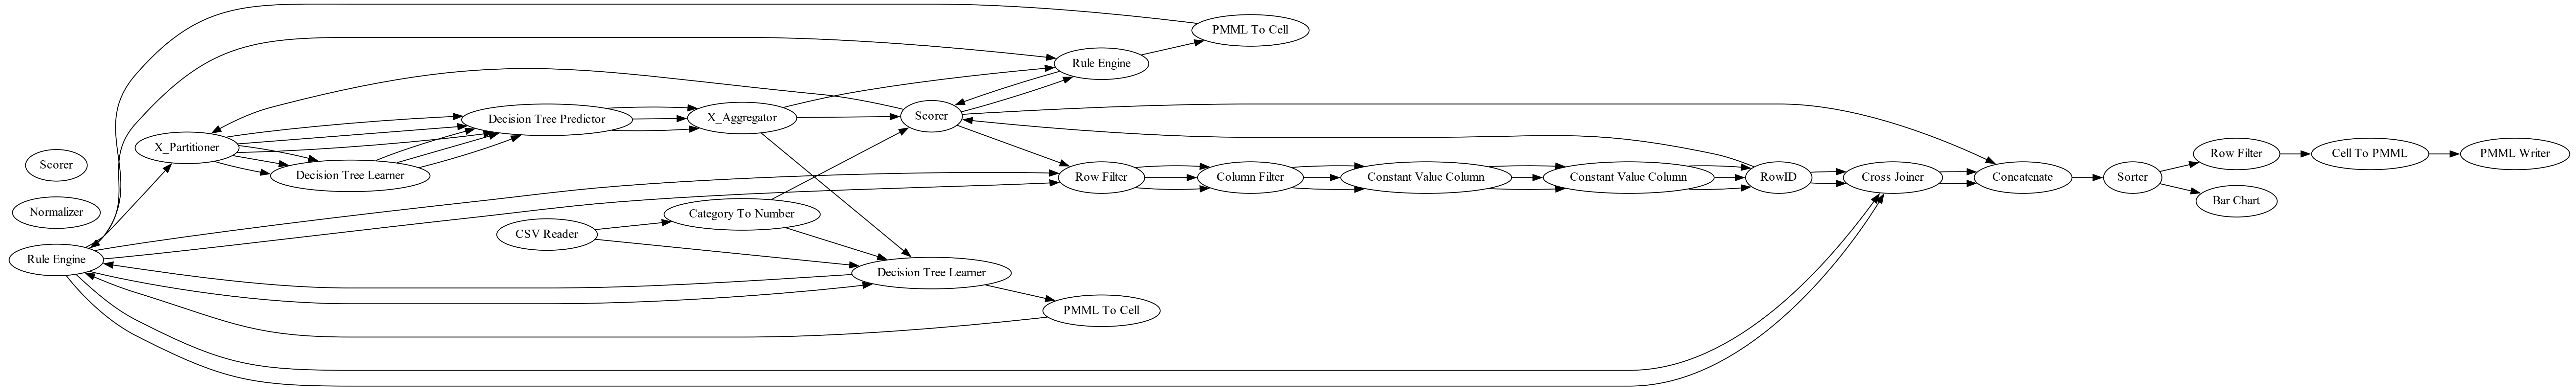 PMML To Cell
Rule Engine
Scorer
Decision Tree Predictor
X_Aggregator
X_Partitioner
Row Filter
Cell To PMML
PMML Writer
Scorer
Decision Tree Learner
Row Filter
Column Filter
Constant Value Column
Constant Value Column
RowID
Cross Joiner
Concatenate
Sorter
Bar Chart
Normalizer
Category To Number
CSV Reader
Rule Engine
Decision Tree Learner
PMML To Cell